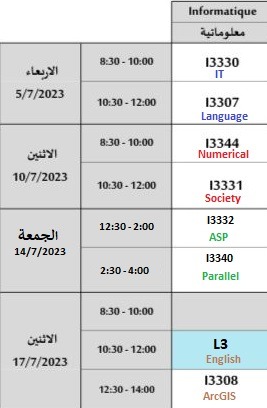 Informatique
معلوماتية
الاربعاء
5/7/2023
8:30 - 10:00
I3330
IT
10:30 - 12:00
I3307
Language
الاثنين
10/7/2023
8:30 - 10:00
I3344
Numerical
10:30 - 12:00
I3331
Society
الجمعة
14/7/2023
12:30 - 2:00
I3332
ASP
2:30 - 4:00
I3340
Parallel
الاثنين
17/7/2023
8:30 - 10:00
10:30 - 12:00
L3
English
12:30 - 14:00
I3308
ArcGIS